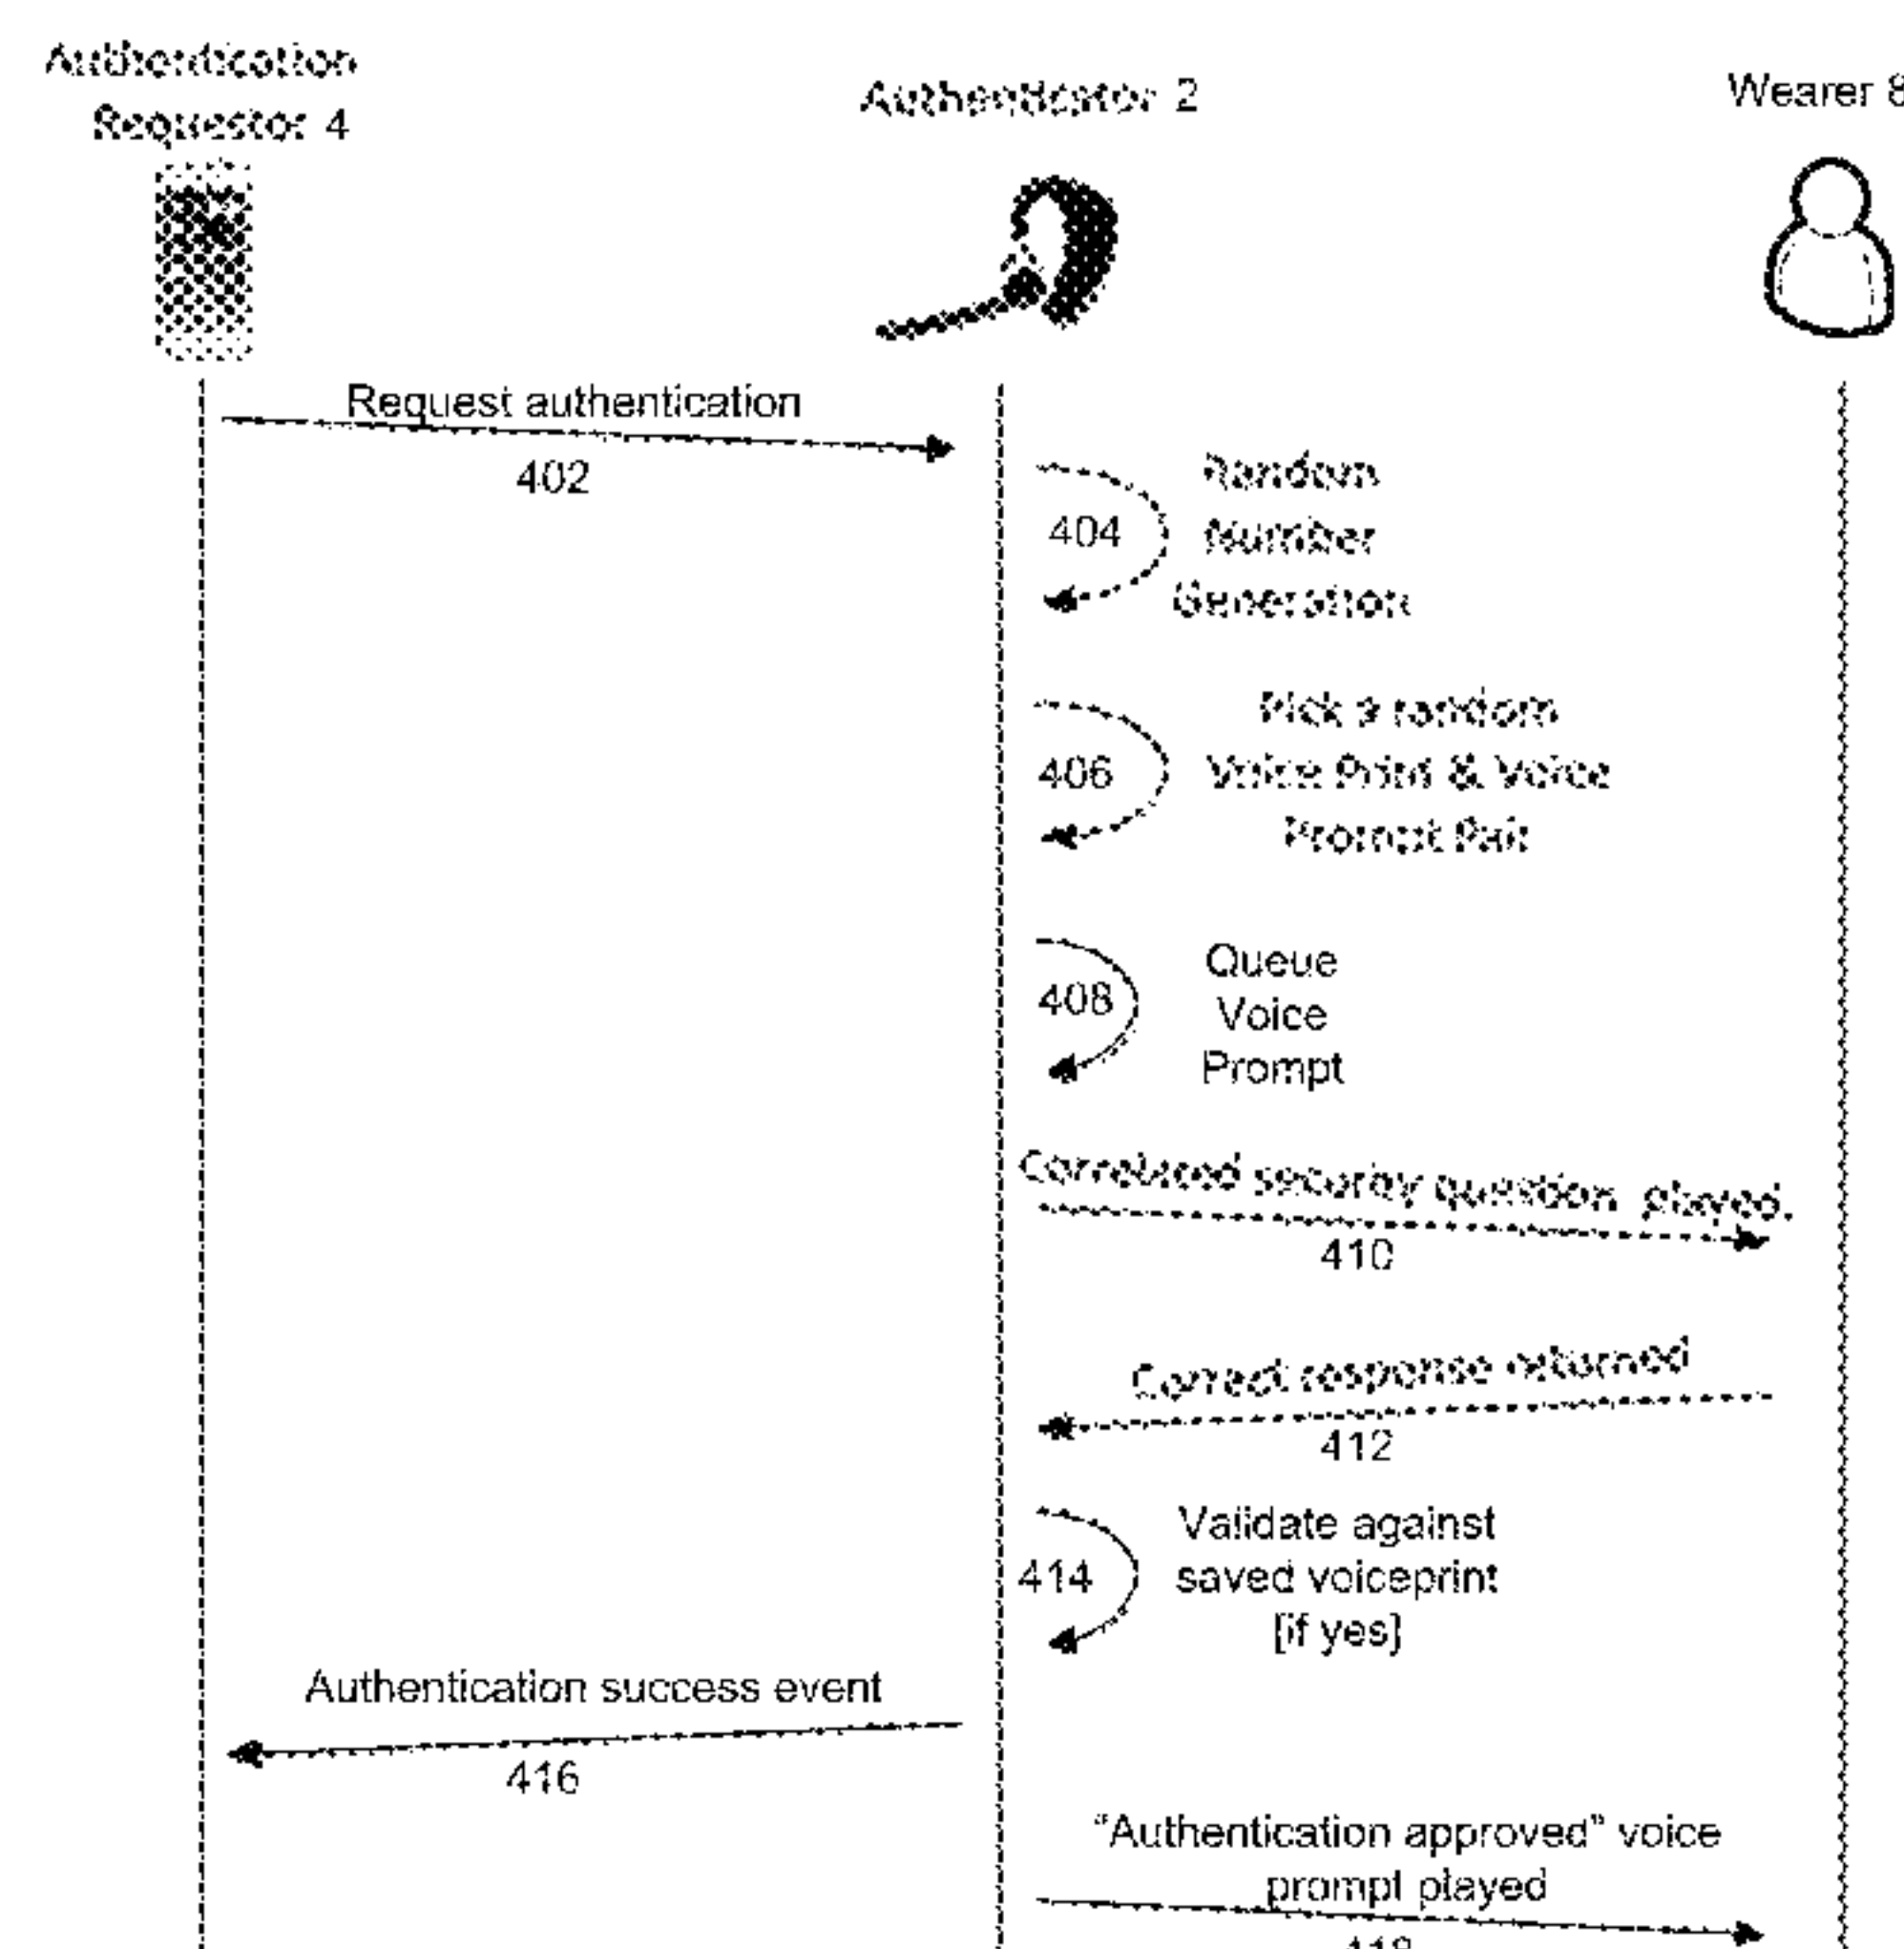 Authentication
Requestor 4
Authenticator 2
Wearer 8
Request authentication
402
404
Random
Number
Generation
406
Pick a random
Voice Print & Voice
Prompt Pair
408
Queue
Voice
Prompt
Correlated security question played.
410
Correct response returned
412
414
Validate against
saved voiceprint
[if yes]
Authentication success event
416
"Authentication approved" voice
prompt played
418